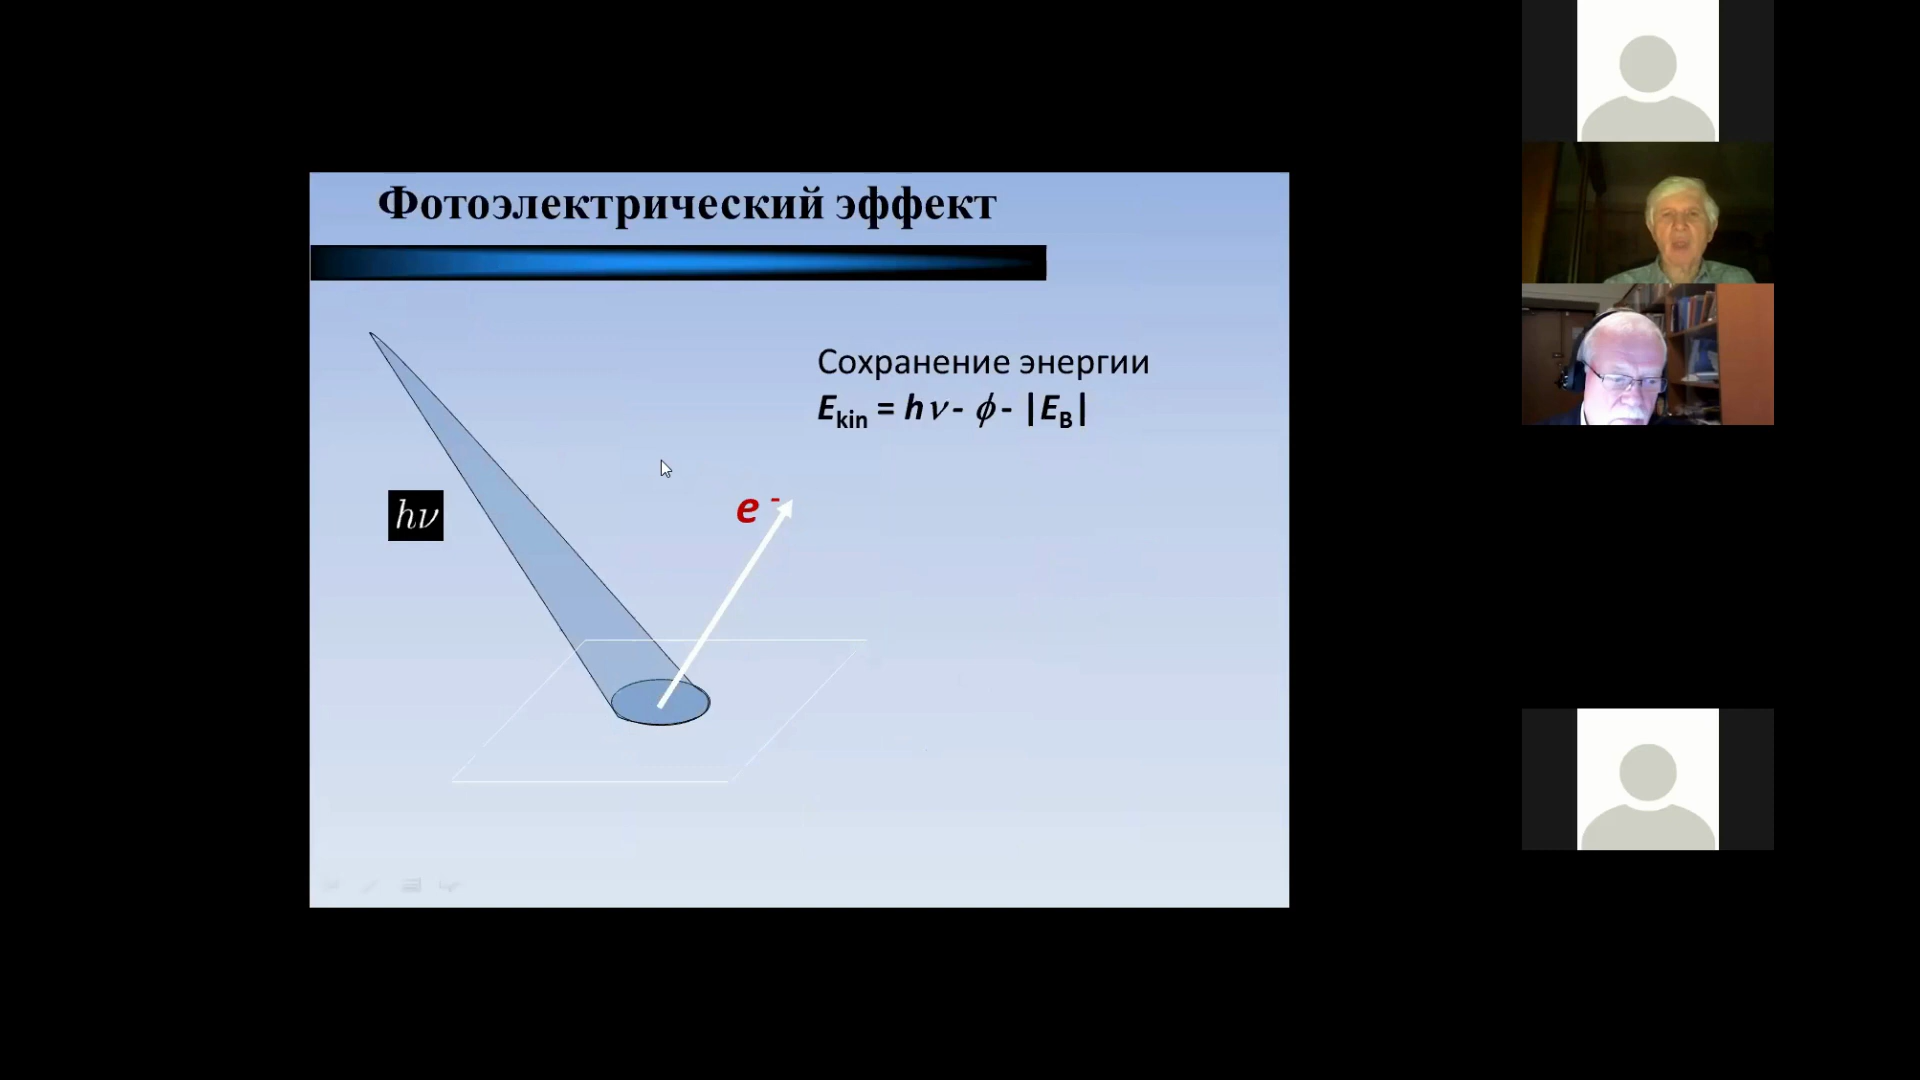 Фотоэлектрический эффект
Сохранение энергии
E_kin = hν - ϕ - |E_B|
hν
e -